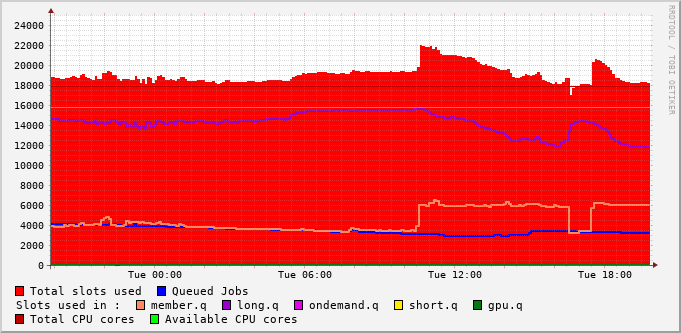 24000
22000
20000
18000
16000
14000
12000
10000
8000
6000
4000
2000
0
Tue 00:00 Tue 06:00 Tue 12:00 Tue 18:00
RRDTOOL / TOBI OETIKER
Total slots used Queued Jobs
Slots used in : member.q long.q ondemand.q short.q gpu.q
Total CPU cores Available CPU cores